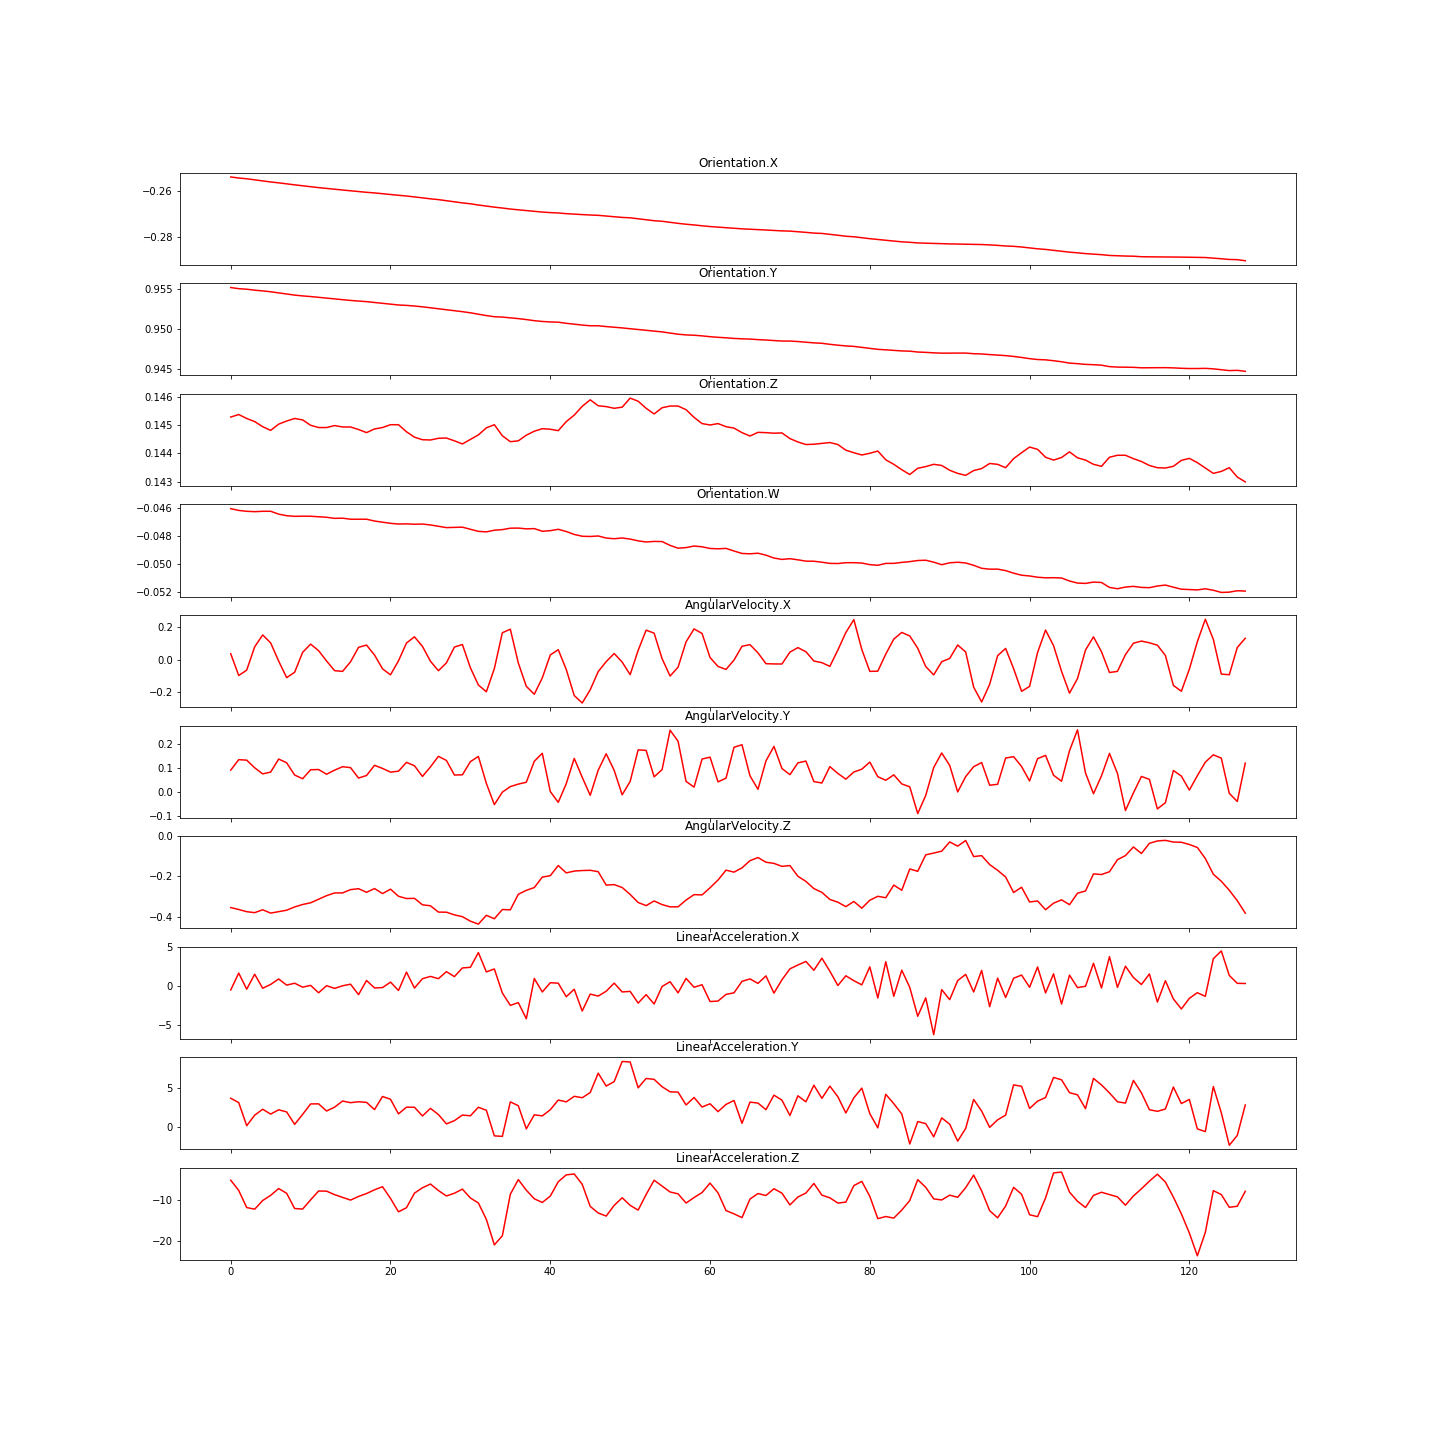 Orientation.X
−0.26
−0.28
Orientation.Y
0.955
0.950
0.945
Orientation.Z
0.146
0.145
0.144
0.143
Orientation.W
−0.046
−0.048
−0.050
−0.052
AngularVelocity.X
0.2
0.0
−0.2
AngularVelocity.Y
0.2
0.1
0.0
−0.1
AngularVelocity.Z
0.0
−0.2
−0.4
LinearAcceleration.X
5
0
−5
LinearAcceleration.Y
5
0
LinearAcceleration.Z
−10
−20
0 20 40 60 80 100 120